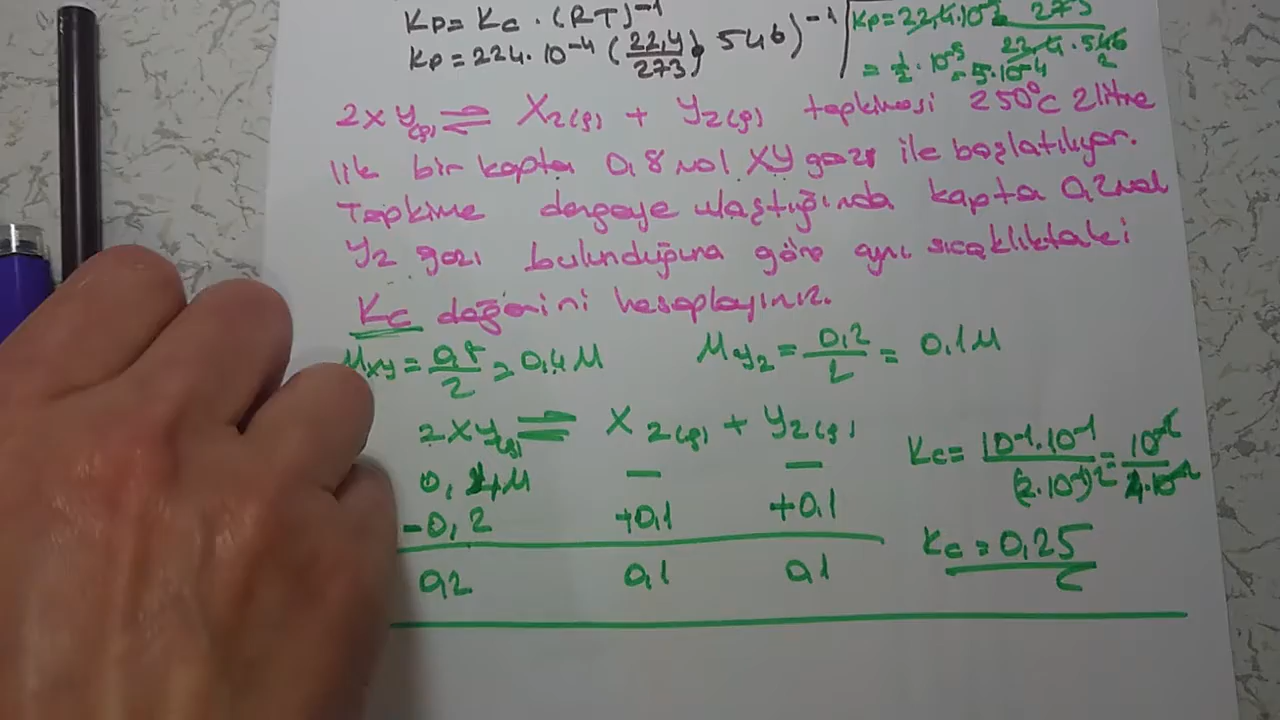 Kp = Kc . (RT)⁻¹
Kp = 224. 10⁻⁴ (22,4/273 . 546)⁻¹
Kp = 22,4.10⁻³ 273/22,4.546
= 1/2 . 10⁻³ = 5.10⁻⁴
2XY(g) ⇌ X2(g) + Y2(g) tepkimesi 250°C 2 litre
lik bir kapta 0,8 mol XY gazı ile başlatılıyor.
Tepkime dengeye ulaştığında kapta 0,2 mol
Y2 gazı bulunduğuna göre aynı sıcaklıktaki
Kc değerini hesaplayınız.
MXY = 0,8/2 = 0,4 M
MY2 = 0,2/2 = 0,1 M
2XY(g) ⇌ X2(g) + Y2(g)
0,4 M — —
-0,2 +0,1 +0,1
0,2 0,1 0,1
Kc = 10⁻¹.10⁻¹/(2.10⁻¹)² = 10⁻²/4.10⁻²
Kc = 0,25